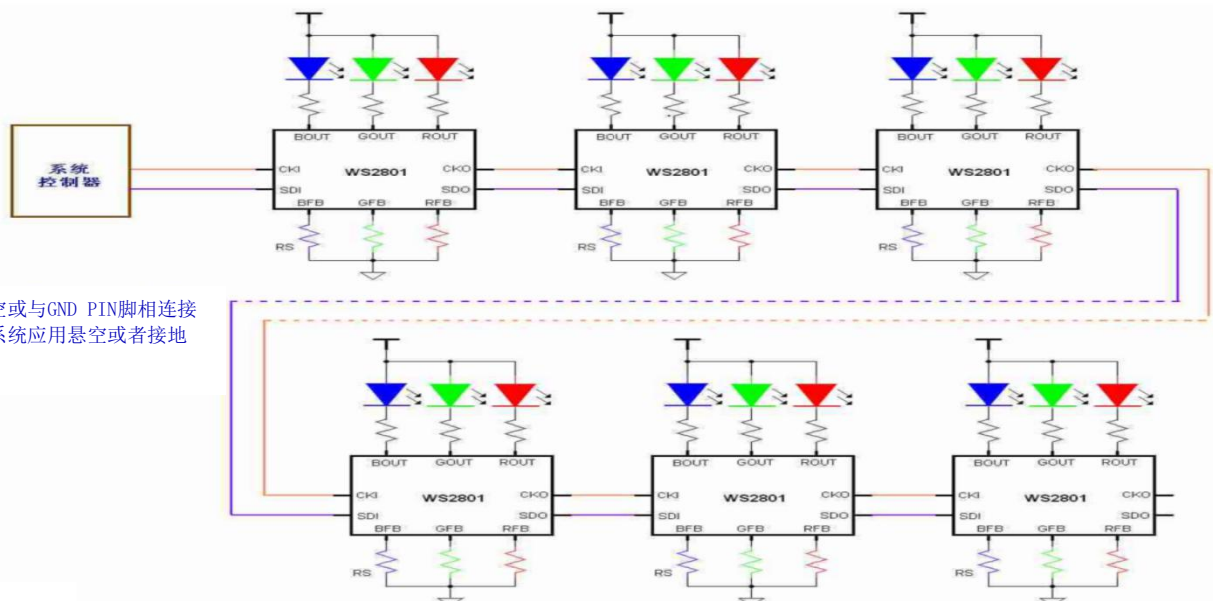 BOUT GOUT ROUT
BOUT GOUT ROUT
BOUT GOUT ROUT
系统
控制器
CKI WS2801 CKO
CKI WS2801 CKO
CKI WS2801 CKO
SDI SDO
SDI SDO
SDI SDO
BFB GFB RFB
BFB GFB RFB
BFB GFB RFB
RS
RS
RS
空或与GND PIN脚相连接
系统应用悬空或者接地
BOUT GOUT ROUT
BOUT GOUT ROUT
BOUT GOUT ROUT
CKI WS2801 CKO
CKI WS2801 CKO
CKI WS2801 CKO
SDI SDO
SDI SDO
SDI SDO
BFB GFB RFB
BFB GFB RFB
BFB GFB RFB
RS
RS
RS